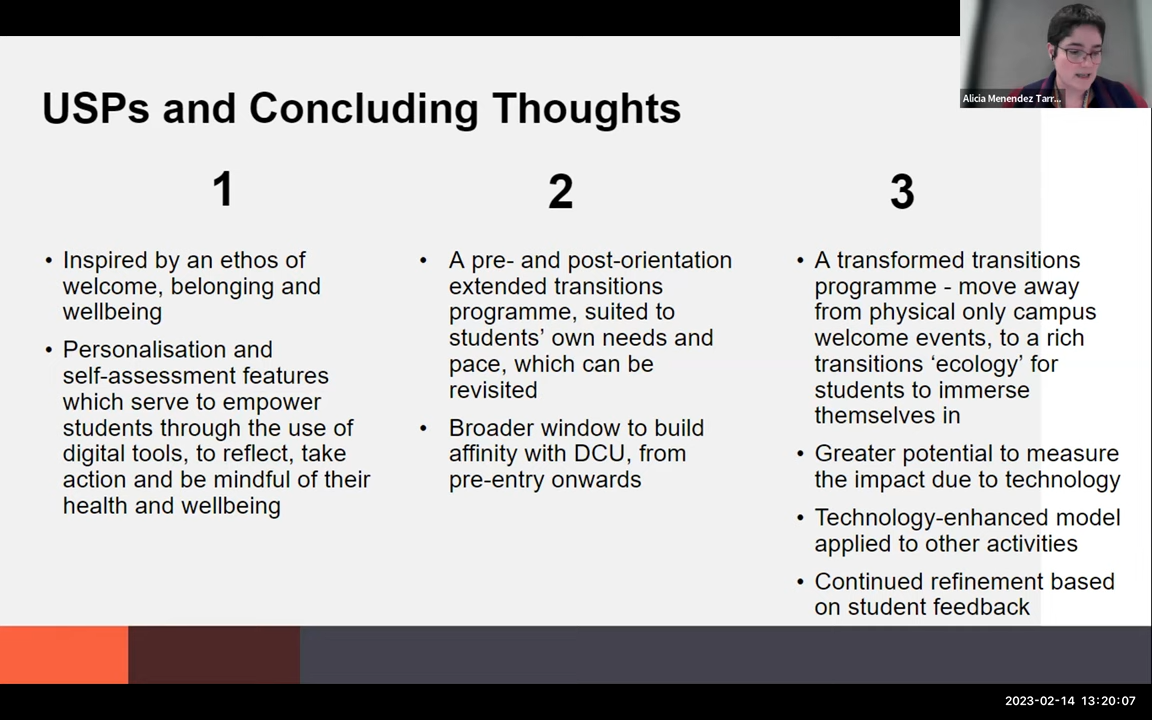 Alicia Menendez Tarr...
USPs and Concluding Thoughts
1
• Inspired by an ethos of
welcome, belonging and
wellbeing
• Personalisation and
self-assessment features
which serve to empower
students through the use of
digital tools, to reflect, take
action and be mindful of their
health and wellbeing
2
• A pre- and post-orientation
extended transitions
programme, suited to
students’ own needs and
pace, which can be
revisited
• Broader window to build
affinity with DCU, from
pre-entry onwards
3
• A transformed transitions
programme - move away
from physical only campus
welcome events, to a rich
transitions ‘ecology’ for
students to immerse
themselves in
• Greater potential to measure
the impact due to technology
• Technology-enhanced model
applied to other activities
• Continued refinement based
on student feedback
2023-02-14 13:20:07